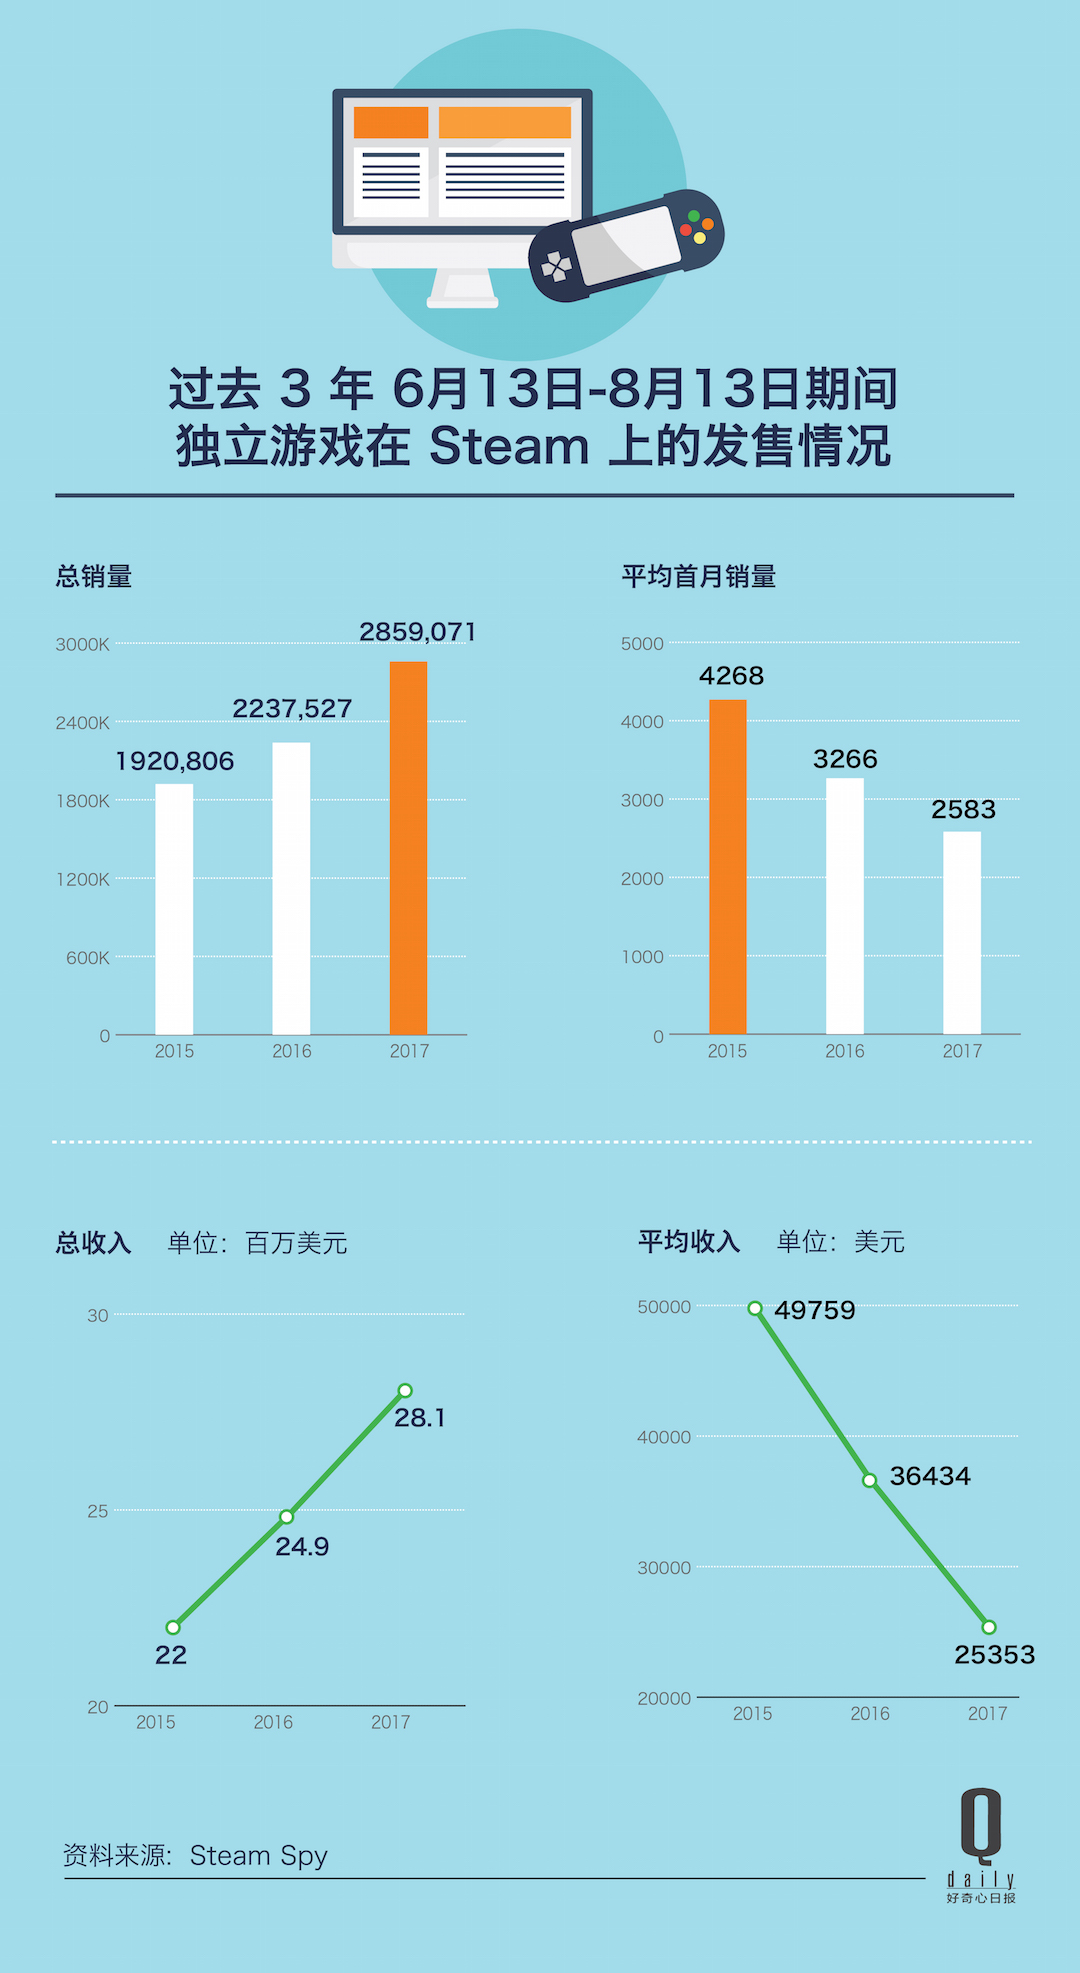 过去 3 年 6月13日-8月13日期间
独立游戏在 Steam 上的发售情况
总销量
3000K
2400K
1800K
1200K
600K
0
1920,806
2237,527
2859,071
2015
2016
2017
平均首月销量
5000
4000
3000
2000
1000
0
4268
3266
2583
2015
2016
2017
总收入 单位：百万美元
30
25
20
22
24.9
28.1
2015
2016
2017
平均收入 单位：美元
50000
40000
30000
20000
49759
36434
25353
2015
2016
2017
资料来源：Steam Spy
Q
daily
好奇心日报